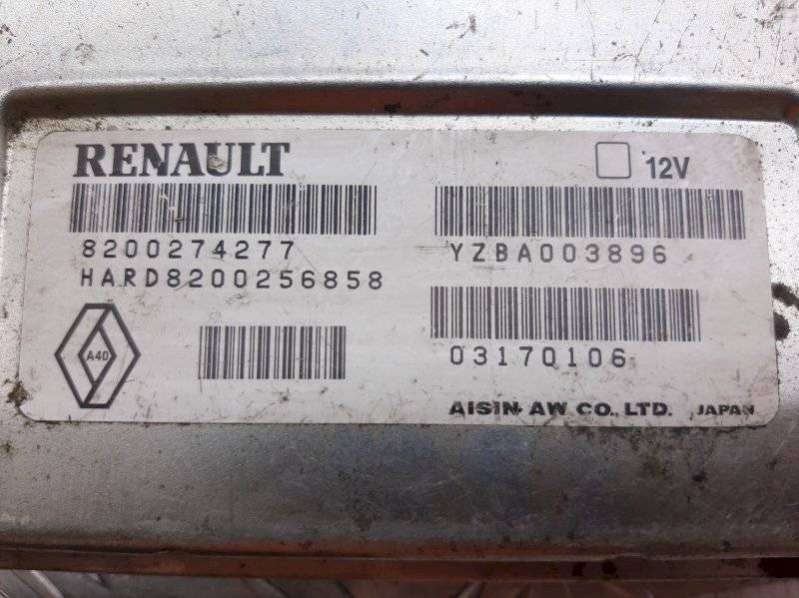 RENAULT
12V
8200274277
YZBA003896
HARD8200256858
A40
03170106
AISIN AW CO., LTD. JAPAN